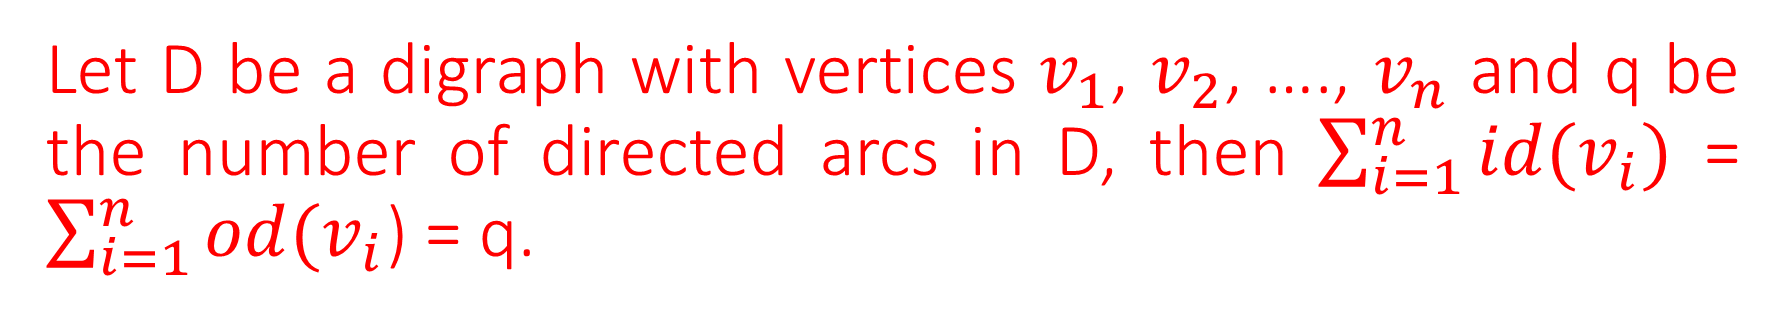 Let D be a digraph with vertices 𝑣₁, 𝑣₂, ...., 𝑣ₙ and q be
the number of directed arcs in D, then ∑ⁿᵢ₌₁ 𝑖𝑑(𝑣ᵢ) =
∑ⁿᵢ₌₁ 𝑜𝑑(𝑣ᵢ) = q.